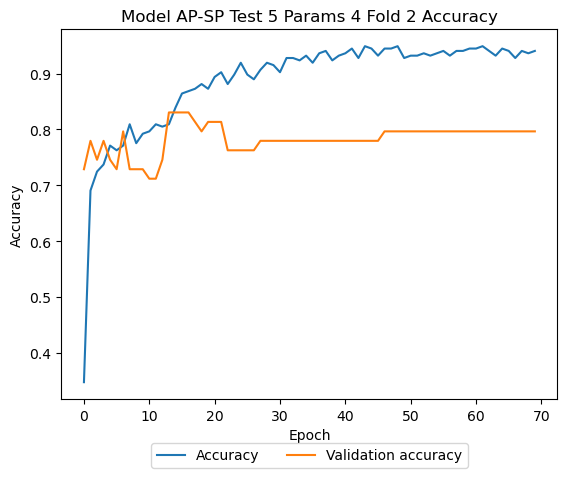 Model AP-SP Test 5 Params 4 Fold 2 Accuracy
Accuracy
0.9
0.8
0.7
0.6
0.5
0.4
0 10 20 30 40 50 60 70
Epoch
Accuracy Validation accuracy